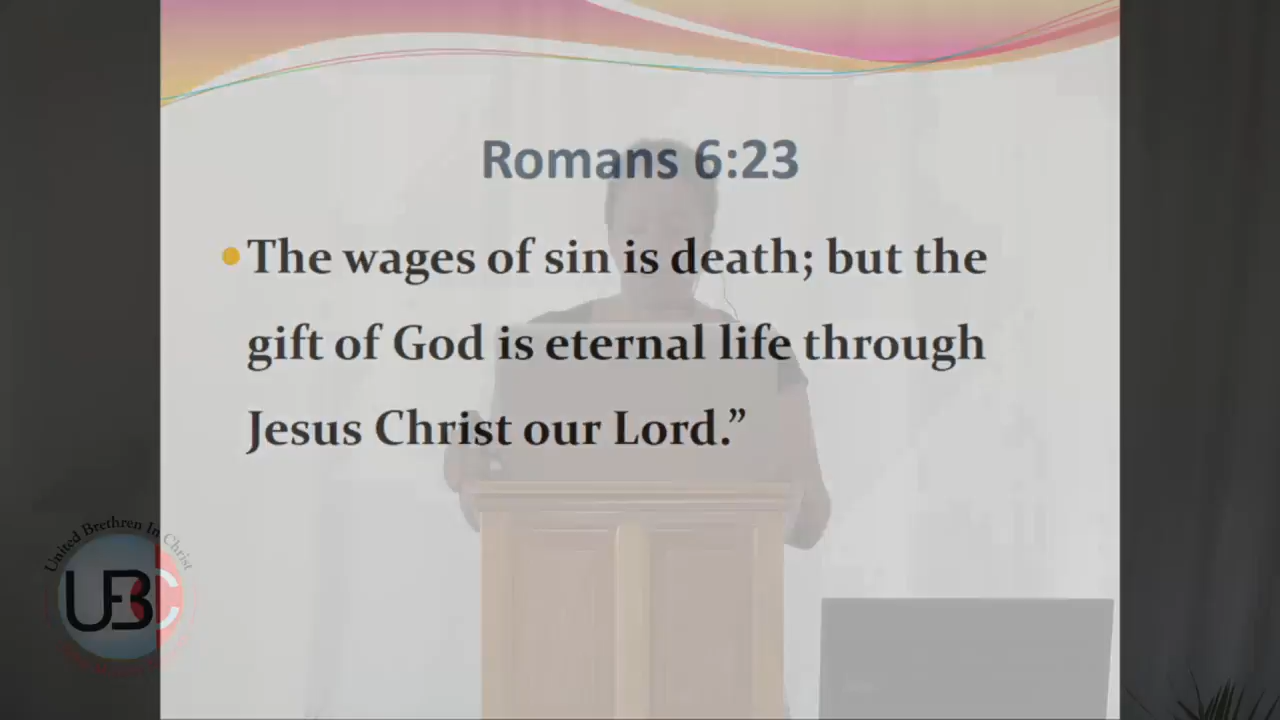 Romans 6:23
The wages of sin is death; but the
gift of God is eternal life through
Jesus Christ our Lord.”
United Brethren In Christ
UBC